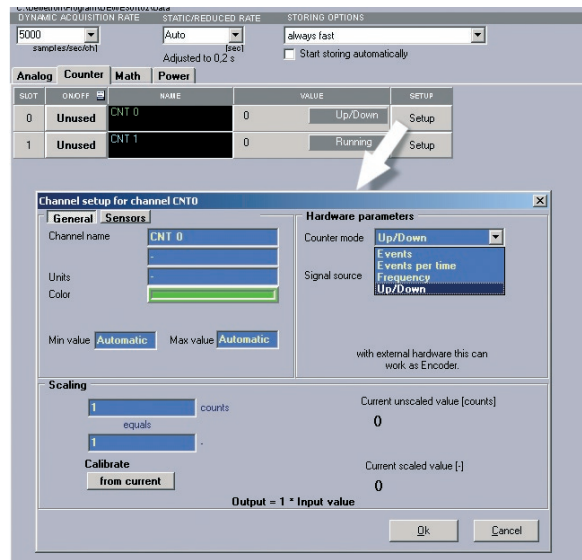 DYNAMIC ACQUISITION RATE STATIC/REDUCED RATE STORING OPTIONS
5000 Auto always fast
samples/sec/ch] [sec]
Adjusted to 0,2 s Start storing automatically
Analog Counter Math Power
SLOT ON/OFF NAME VALUE SETUP
0 Unused CNT 0 0 Up/Down Setup
1 Unused CNT 1 0 Running Setup
Channel setup for channel CNT0
General Sensors
Channel name CNT 0
-
Units -
Color
Min value Automatic Max value Automatic
Hardware parameters
Counter mode Up/Down
Signal source
Events
Events per time
Frequency
Up/Down
with external hardware this can
work as Encoder.
Scaling
1 counts
equals
1 -
Calibrate
from current
Current unscaled value [counts]
0
Current scaled value [-]
0
Output = 1 * Input value
Ok Cancel